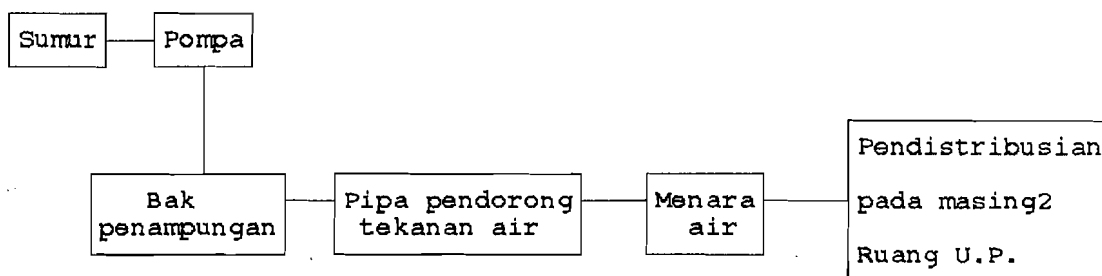 Sumur
Pompa
Bak
penampungan
Pipa pendorong
tekanan air
Menara
air
Pendistribusian
pada masing2
Ruang U.P.